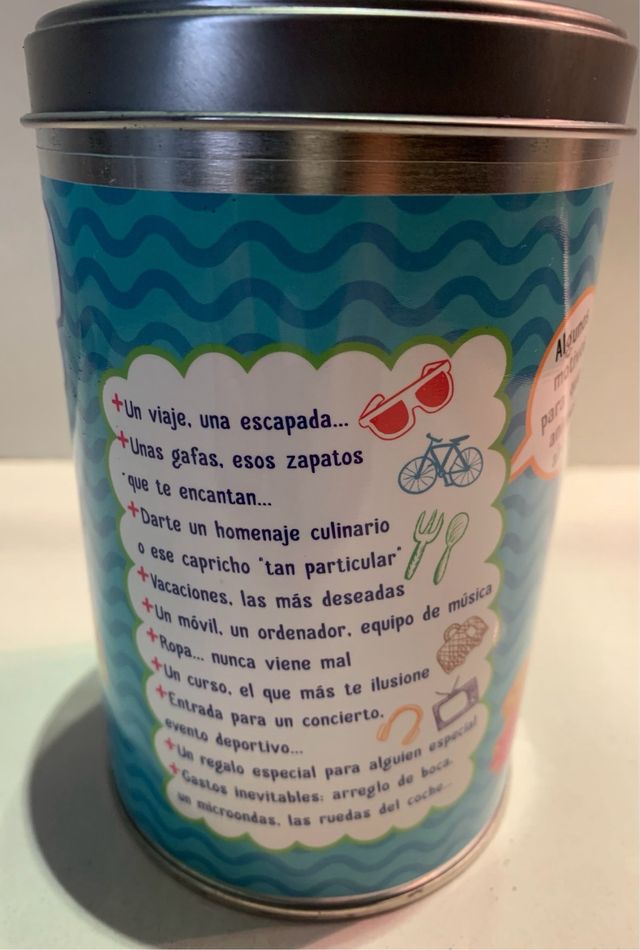 +Un viaje, una escapada...
+Unas gafas, esos zapatos
que te encantan...
+Darte un homenaje culinario
o ese capricho "tan particular"
+Vacaciones, las más deseadas
+Un móvil, un ordenador, equipo de música
+Ropa... nunca viene mal
+Un curso, el que más te ilusione
+Entrada para un concierto,
evento deportivo...
+Un regalo especial para alguien especial
+Gastos inevitables: arreglo de boca,
un microondas, las ruedas del coche...
Algunos
para